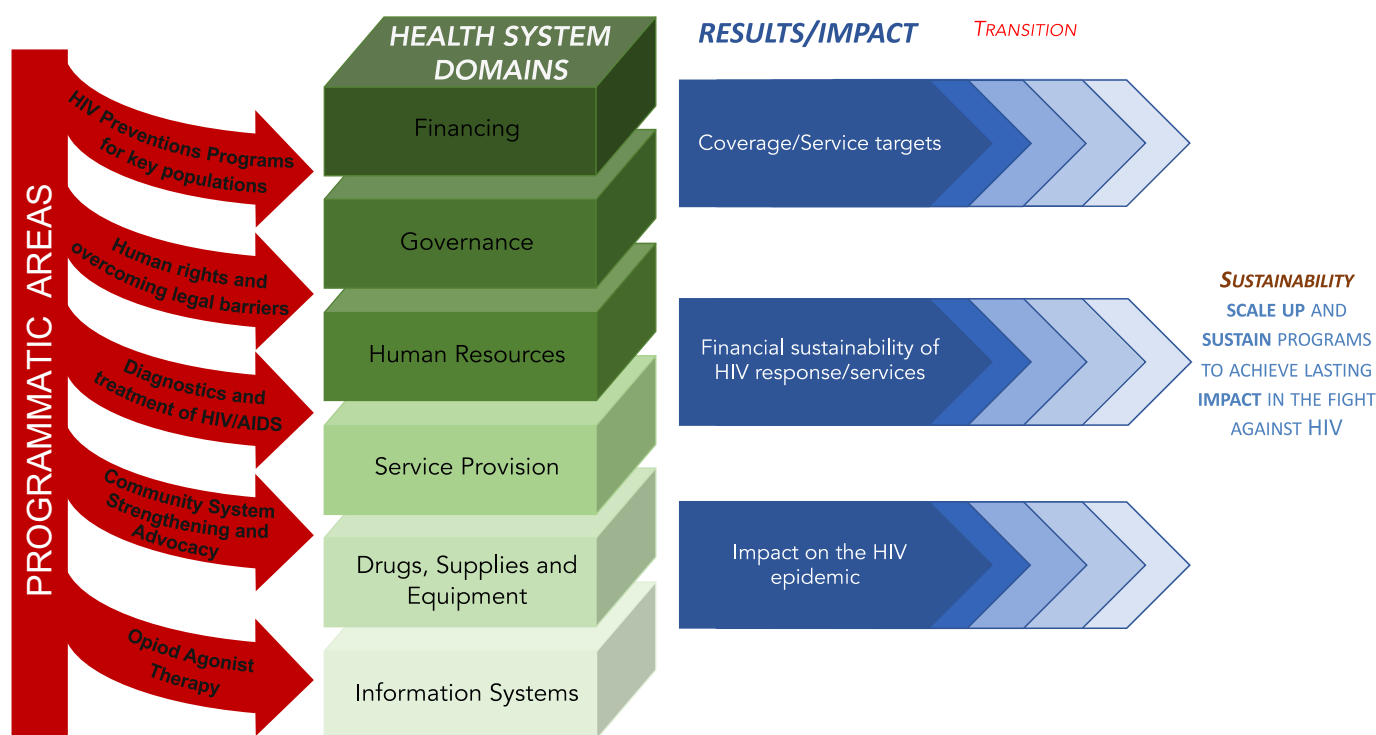 PROGRAMMATIC AREAS
HIV Preventions Programs
for key populations
Human rights and
overcoming legal barriers
Diagnostics and
treatment of HIV/AIDS
Community System
Strengthening and
Advocacy
Opiod Agonist
Therapy
HEALTH SYSTEM
DOMAINS
Financing
Governance
Human Resources
Service Provision
Drugs, Supplies and
Equipment
Information Systems
RESULTS/IMPACT
TRANSITION
Coverage/Service targets
Financial sustainability of
HIV response/services
Impact on the HIV
epidemic
SUSTAINABILITY
SCALE UP AND
SUSTAIN PROGRAMS
TO ACHIEVE LASTING
IMPACT IN THE FIGHT
AGAINST HIV